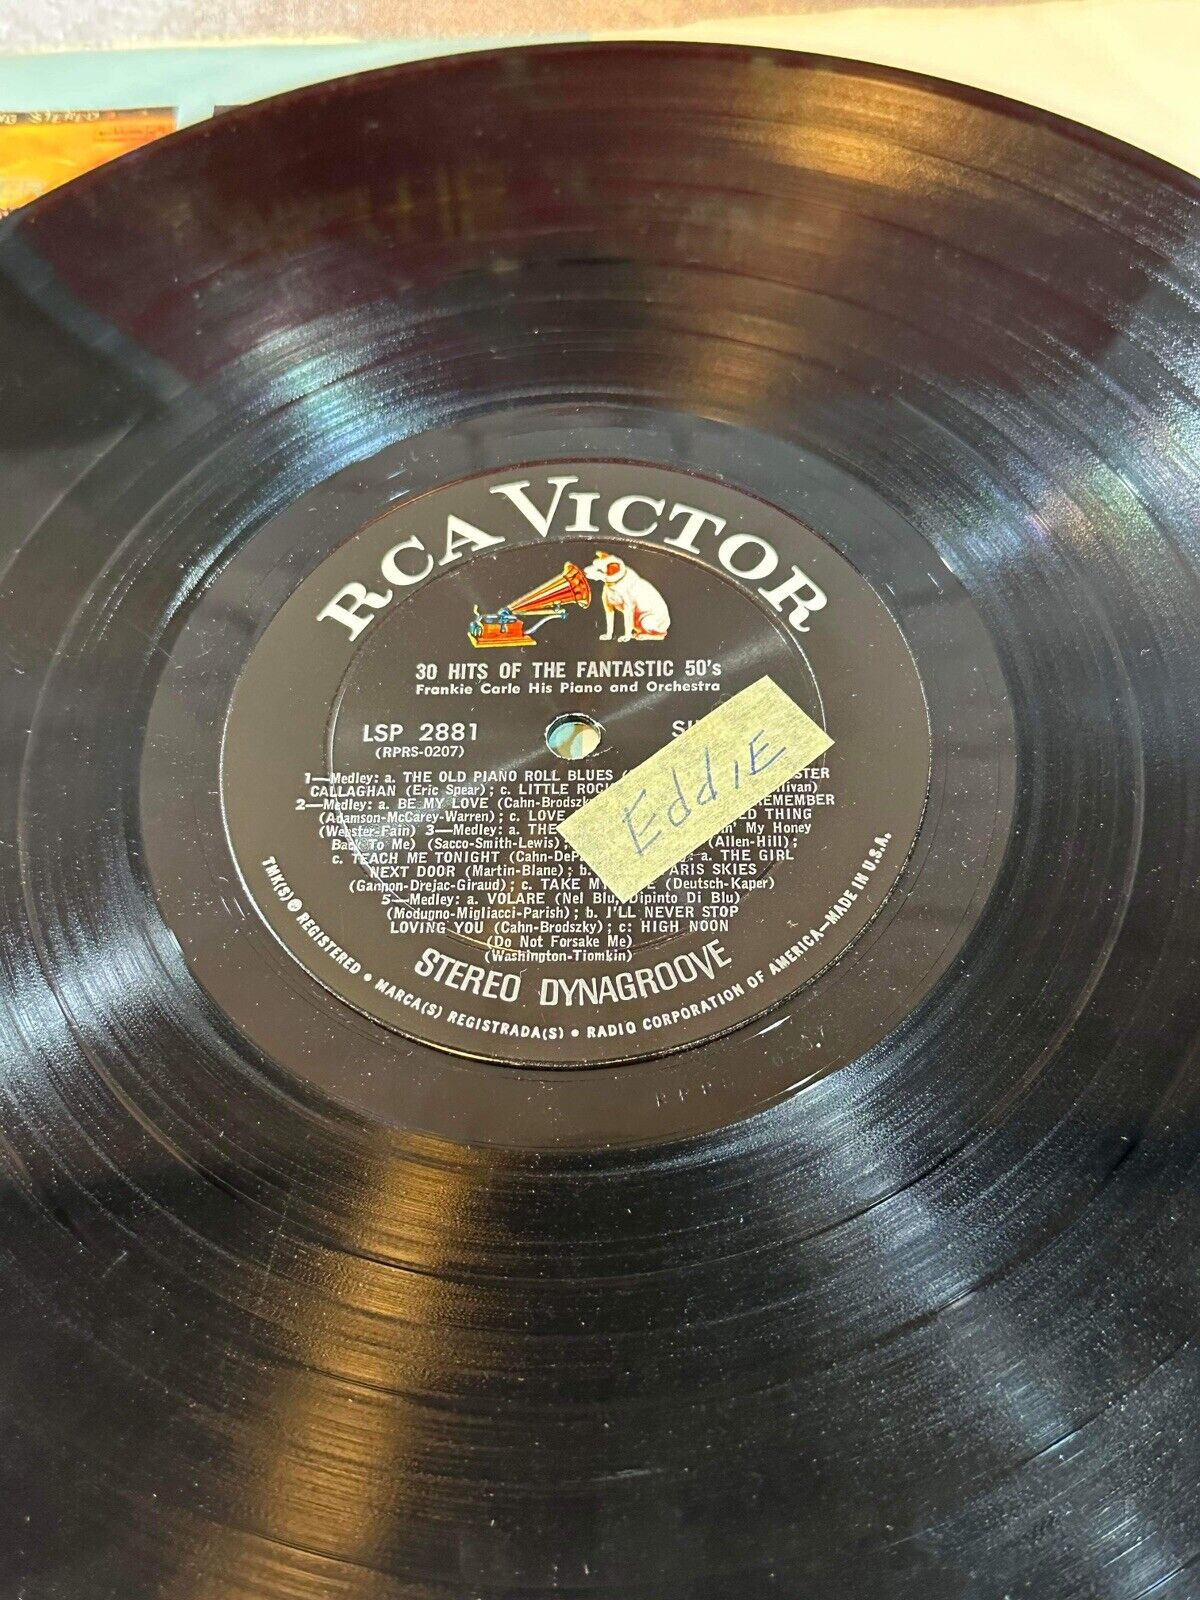 STEREO
RCA VICTOR
30 HITS OF THE FANTASTIC 50's
Frankie Carle His Piano and Orchestra
LSP 2881
(RPRS-0207)
1—Medley: a. THE OLD PIANO ROLL BLUES
CALLAGHAN (Eric Spear); c. LITTLE
2—Medley: a. BE MY LOVE (Cahn-Brodszky REMEMBER
(Adamson-McCarey-Warren); c. LOVE THING
(Webster-Fain) 3—Medley: a. THE My Honey
Back To Me) (Sacco-Smith-Lewis); (Allen-Hill);
c. TEACH ME TONIGHT a. THE GIRL
NEXT DOOR (Martin-Blane); b. SKIES
(Gannon-Drejac-Giraud); c. TAKE (Deutsch-Kaper)
5—Medley: a. VOLARE (Nel Blu, Dipinto Di Blu)
(Modugno-Migliacci-Parish); b. I'LL NEVER STOP
LOVING YOU (Cahn-Brodszky); c: HIGH NOON
(Do Not Forsake Me)
(Washington-Tiomkin)
Eddie
STEREO DYNAGROOVE
TMK(S) ® REGISTERED • MARCA(S) REGISTRADA(S) • RADIO CORPORATION OF AMERICA—MADE IN U.S.A.